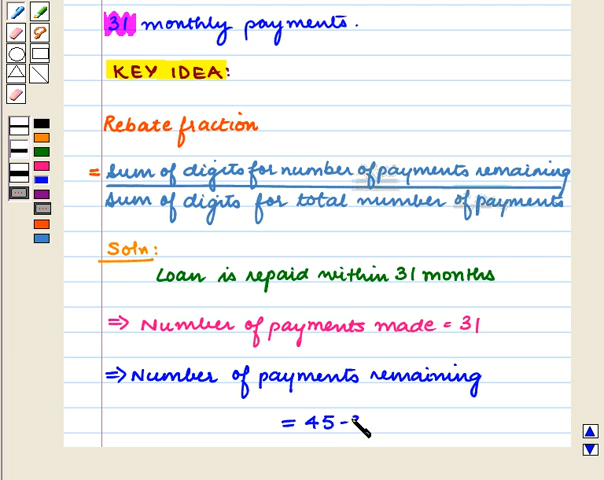 31 monthly payments.
KEY IDEA:
Rebate fraction
= Sum of digits for number of payments remaining
Sum of digits for total number of payments
Soln:
Loan is repaid within 31 months
⇒ Number of payments made = 31
⇒ Number of payments remaining
= 45 -